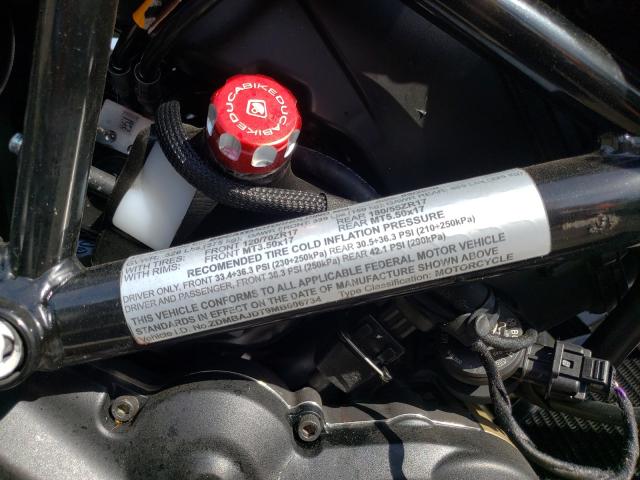 DUCABIKE DUCABIKE
WITH TIRES: FRONT 120/70ZR17 REAR 180/55ZR17
WITH RIMS: FRONT MT3.50x17 REAR MT5.50x17
RECOMENDED TIRE COLD INFLATION PRESSURE
DRIVER ONLY, FRONT 33.4÷36.3 PSI (230÷250kPa) REAR 30.5÷36.3 PSI (210÷250kPa)
DRIVER AND PASSENGER, FRONT 36.3 PSI (250kPa) REAR 42.1 PSI (290kPa)
THIS VEHICLE CONFORMS TO ALL APPLICABLE FEDERAL MOTOR VEHICLE
STANDARDS IN EFFECT ON THE DATE OF MANUFACTURE SHOWN ABOVE
Vehicle I.D. No. Type Classification: MOTORCYCLE